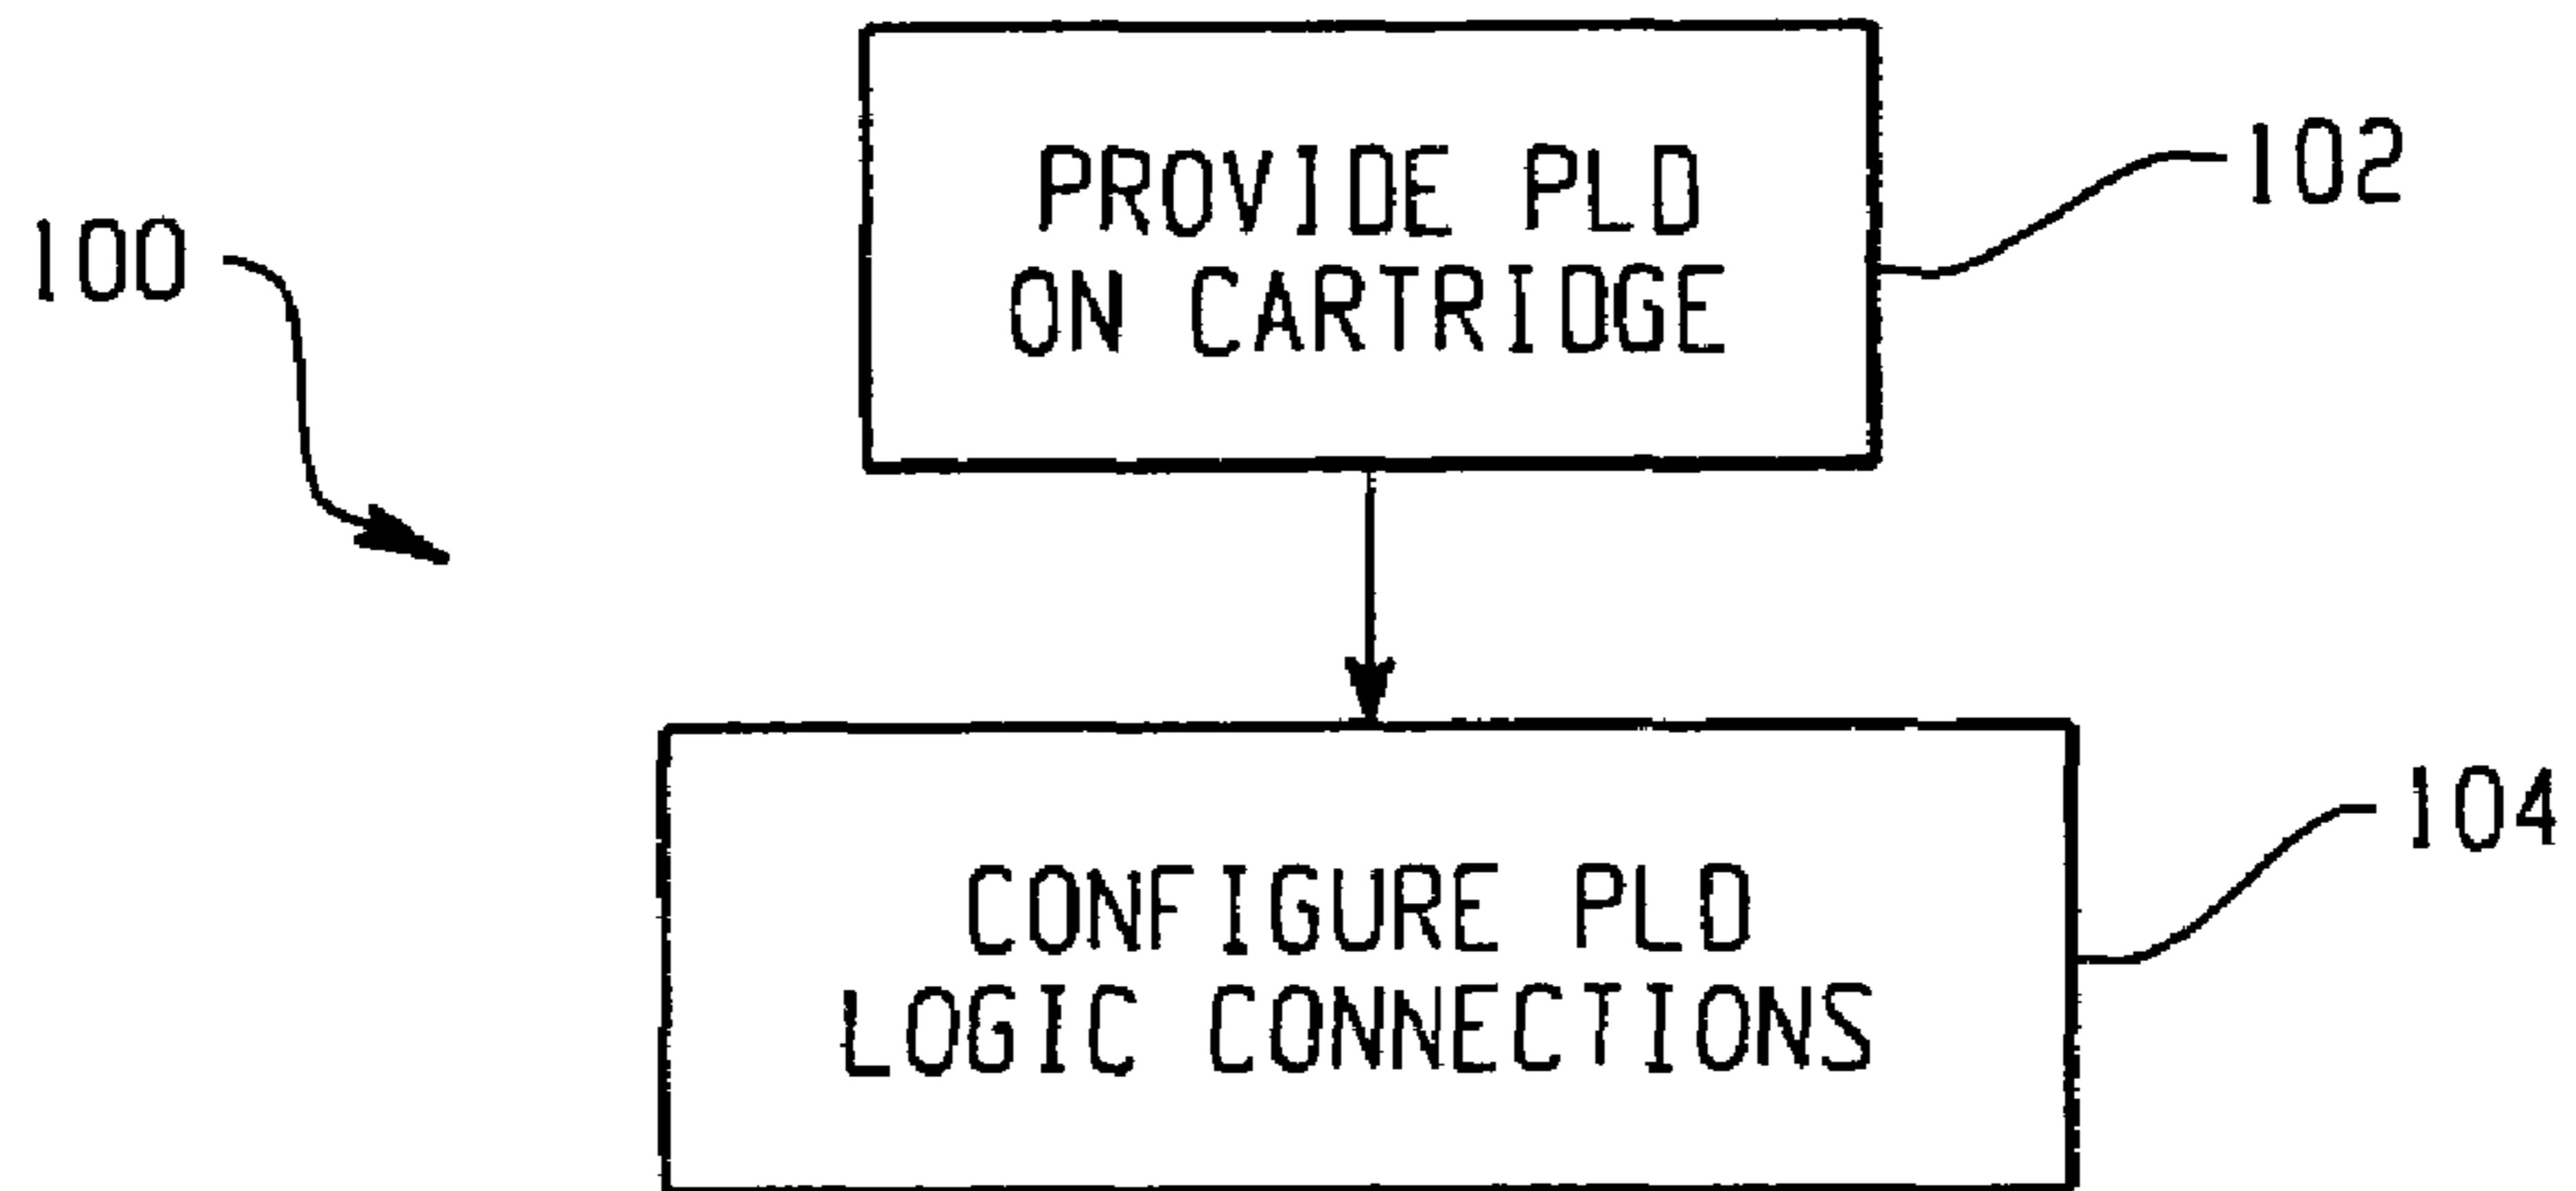 PROVIDE PLD
ON CARTRIDGE
102
100
CONFIGURE PLD
LOGIC CONNECTIONS
104